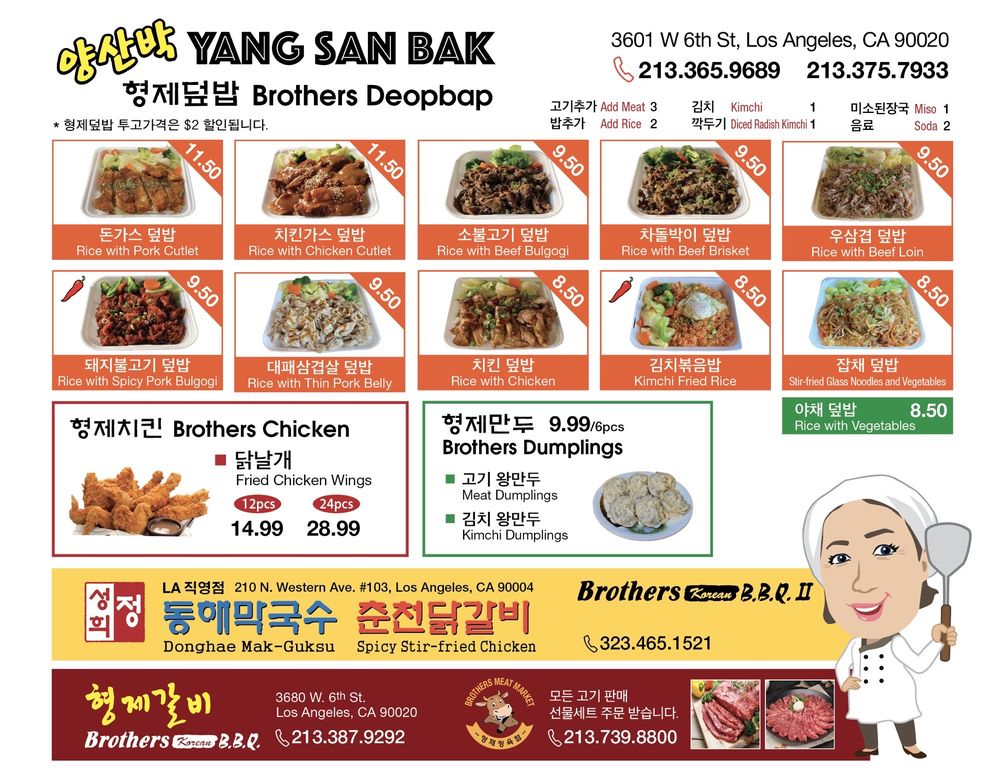 양산박 YANG SAN BAK
형제덮밥 Brothers Deopbap
* 형제덮밥 투고가격은 $2 할인됩니다.
3601 W 6th St, Los Angeles, CA 90020
213.365.9689 213.375.7933
고기추가 Add Meat 3 김치 Kimchi 1 미소된장국 Miso 1
밥추가 Add Rice 2 깍두기 Diced Radish Kimchi 1 음료 Soda 2
11.50
돈가스 덮밥
Rice with Pork Cutlet
11.50
치킨가스 덮밥
Rice with Chicken Cutlet
9.50
소불고기 덮밥
Rice with Beef Bulgogi
9.50
차돌박이 덮밥
Rice with Beef Brisket
9.50
우삼겹 덮밥
Rice with Beef Loin
9.50
돼지불고기 덮밥
Rice with Spicy Pork Bulgogi
9.50
대패삼겹살 덮밥
Rice with Thin Pork Belly
8.50
치킨 덮밥
Rice with Chicken
8.50
김치볶음밥
Kimchi Fried Rice
8.50
잡채 덮밥
Stir-fried Glass Noodles and Vegetables
야채 덮밥 8.50
Rice with Vegetables
형제치킨 Brothers Chicken
닭날개
Fried Chicken Wings
12pcs 24pcs
14.99 28.99
형제만두 9.99/6pcs
Brothers Dumplings
고기 왕만두
Meat Dumplings
김치 왕만두
Kimchi Dumplings
성희정
LA 직영점 210 N. Western Ave. #103, Los Angeles, CA 90004
동해막국수 춘천닭갈비
Donghae Mak-Guksu Spicy Stir-fried Chicken
Brothers Korean B.B.Q. II
323.465.1521
형제갈비
Brothers Korean B.B.Q.
3680 W. 6th St.
Los Angeles, CA 90020
213.387.9292
BROTHERS MEAT MARKET
형제정육점
모든 고기 판매
선물세트 주문 받습니다.
213.739.8800